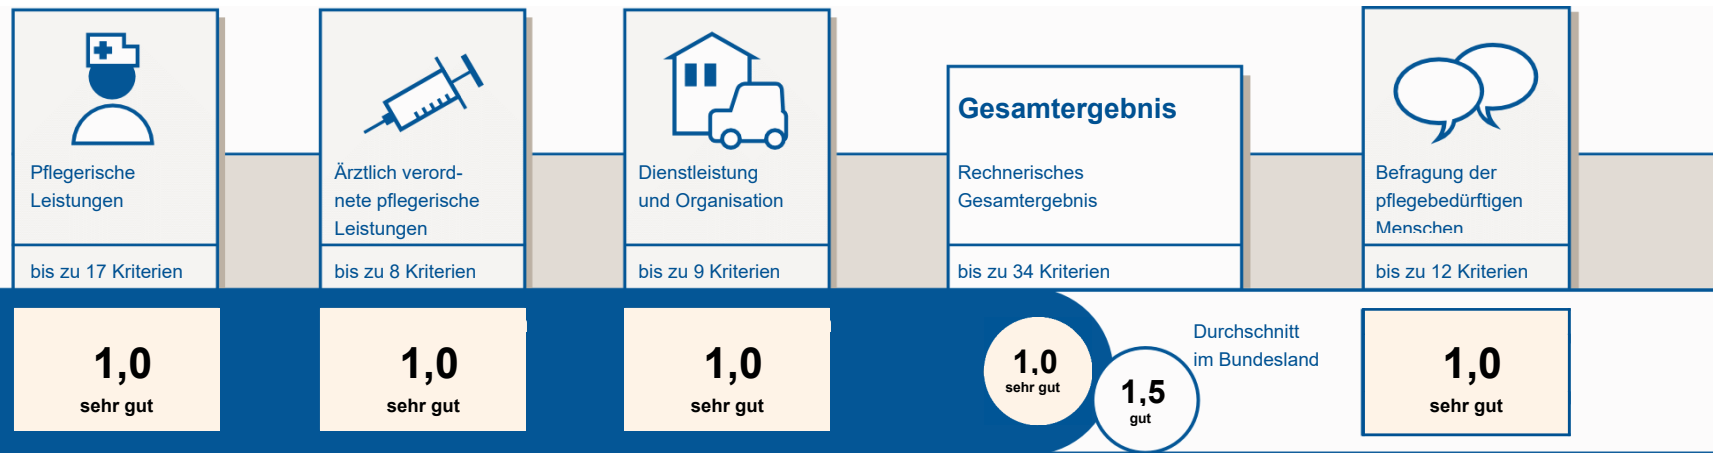 Pflegerische
Leistungen
bis zu 17 Kriterien
1,0
sehr gut
Ärztlich verord-
nete pflegerische
Leistungen
bis zu 8 Kriterien
1,0
sehr gut
Dienstleistung
und Organisation
bis zu 9 Kriterien
1,0
sehr gut
Gesamtergebnis
Rechnerisches
Gesamtergebnis
bis zu 34 Kriterien
1,0
sehr gut
Durchschnitt
im Bundesland
1,5
gut
Befragung der
pflegebedürftigen
Menschen
bis zu 12 Kriterien
1,0
sehr gut